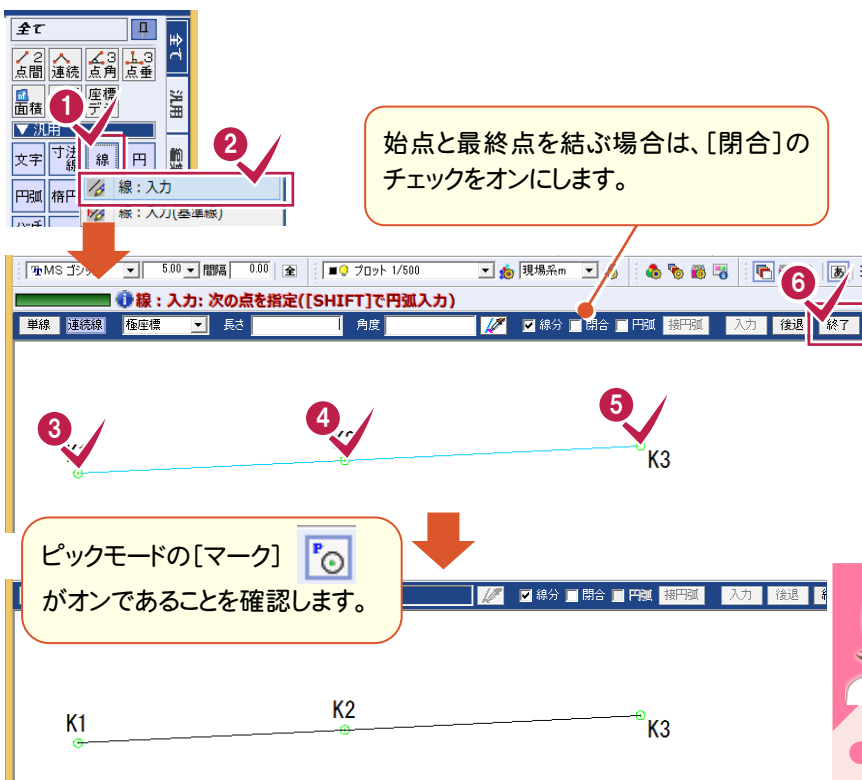 全て
2 点間 連続 3 点角 3 点垂
面積 座標
▼ 汎用
文字 寸法線 線 円
円弧 楕円
全て
汎用
1
2
線:入力
線:入力(基準線)
始点と最終点を結ぶ場合は、[閉合]の
チェックをオンにします。
MS ゴシ 5.00 間隔 0.00 全 プロット 1/500 現場系m あ
線:入力: 次の点を指定([SHIFT]で円弧入力)
6
単線 連続線 極座標 長さ 角度 線分 閉合 円弧 接円弧 入力 後退 終了
3
4
5
K3
ピックモードの[マーク] P
がオンであることを確認します。
線分 閉合 円弧 接円弧 入力 後退
K1
K2
K3